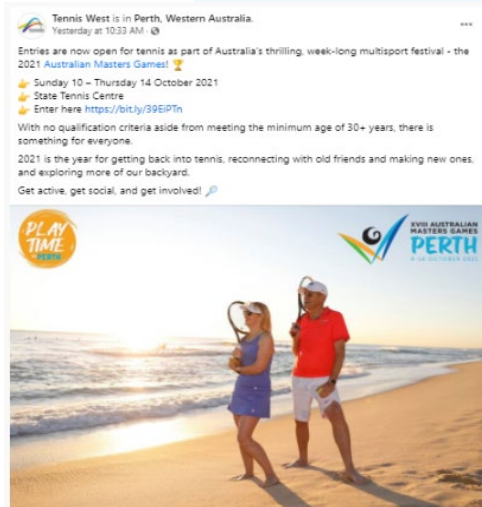 Tennis West is in Perth, Western Australia.
Yesterday at 10:33 AM ·
Entries are now open for tennis as part of Australia's thrilling, week-long multisport festival - the
2021 Australian Masters Games! 🏆
👉 Sunday 10 – Thursday 14 October 2021
👉 State Tennis Centre
👉 Enter here https://bit.ly/39EiPTn
With no qualification criteria aside from meeting the minimum age of 30+ years, there is
something for everyone.
2021 is the year for getting back into tennis, reconnecting with old friends and making new ones,
and exploring more of our backyard.
Get active, get social, and get involved! 🎾
PLAY
TIME
IN PERTH
XVIII AUSTRALIAN
MASTERS GAMES
PERTH
9-16 OCTOBER 2021